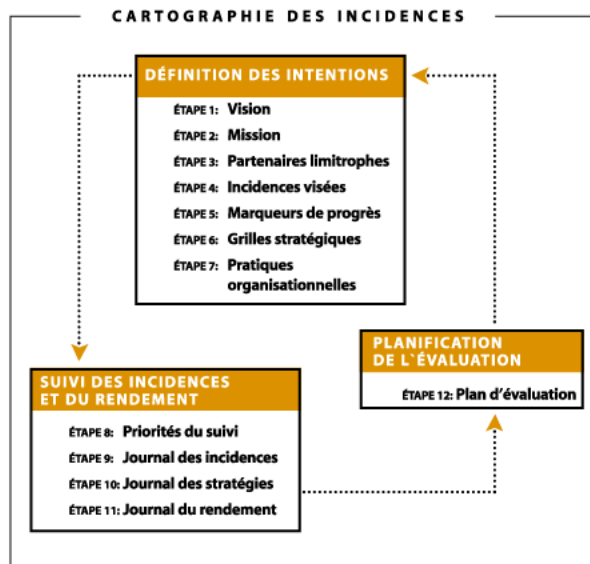 CARTOGRAPHIE DES INCIDENCES
DÉFINITION DES INTENTIONS
ÉTAPE 1: Vision
ÉTAPE 2: Mission
ÉTAPE 3: Partenaires limitrophes
ÉTAPE 4: Incidences visées
ÉTAPE 5: Marqueurs de progrès
ÉTAPE 6: Grilles stratégiques
ÉTAPE 7: Pratiques
organisationnelles
SUIVI DES INCIDENCES
ET DU RENDEMENT
ÉTAPE 8: Priorités du suivi
ÉTAPE 9: Journal des incidences
ÉTAPE 10: Journal des stratégies
ÉTAPE 11: Journal du rendement
PLANIFICATION
DE L`ÉVALUATION
ÉTAPE 12: Plan d’évaluation